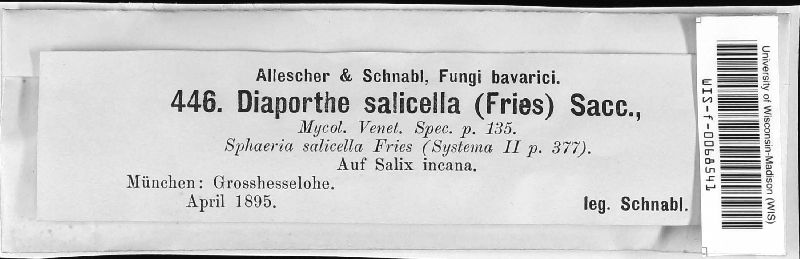 Allescher & Schnabl, Fungi bavarici.
446. Diaporthe salicella (Fries) Sacc.,
Mycol. Venet. Spec. p. 135.
Sphaeria salicella Fries (Systema II p. 377).
Auf Salix incana.
München: Grosshesselohe.
April 1895.
leg. Schnabl.
University of Wisconsin-Madison (WIS)
WIS-f-0068541